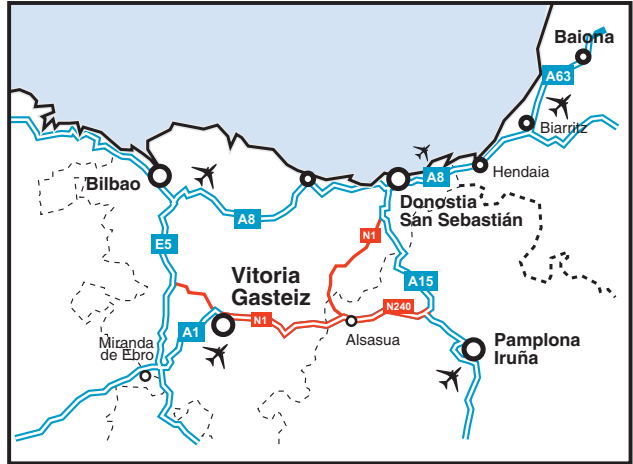 Baiona
A63
Biarritz
Hendaia
A8
Bilbao
Donostia
San Sebastián
A8
N1
E5
Vitoria
Gasteiz
A15
N240
N1
A1
Alsasua
Miranda
de Ebro
Pamplona
Iruña